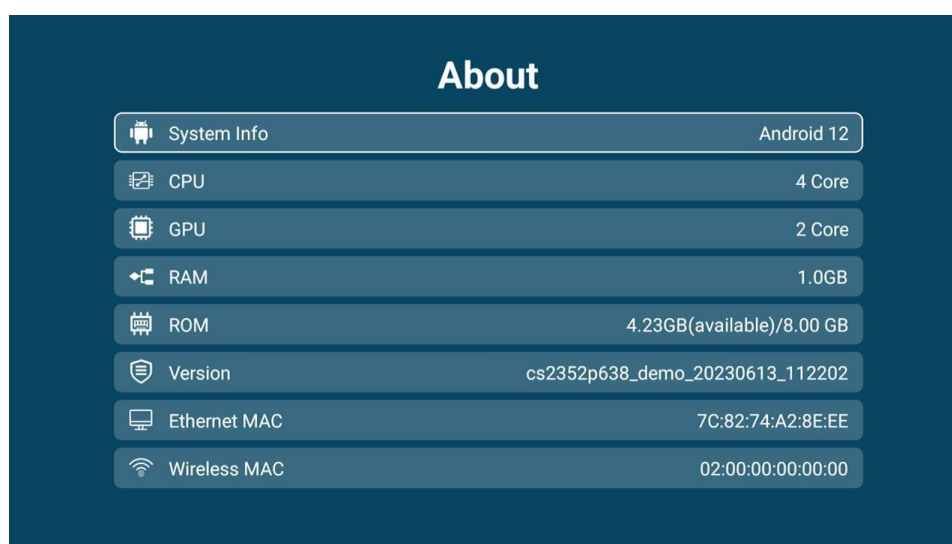 About
System Info Android 12
CPU 4 Core
GPU 2 Core
RAM 1.0GB
ROM 4.23GB(available)/8.00 GB
Version cs2352p638_demo_20230613_112202
Ethernet MAC 7C:82:74:A2:8E:EE
Wireless MAC 02:00:00:00:00:00